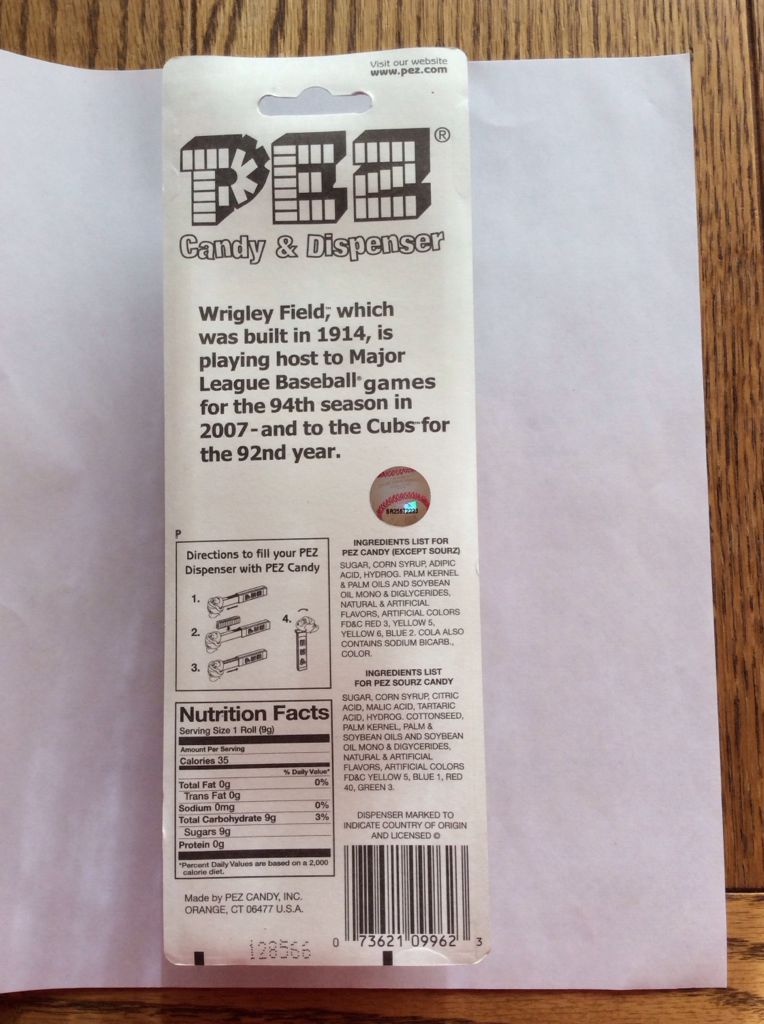 Visit our website
www.pez.com
PEZ®
Candy & Dispenser
Wrigley Field,™ which
was built in 1914, is
playing host to Major
League Baseball® games
for the 94th season in
2007-and to the Cubs™ for
the 92nd year.
P
Directions to fill your PEZ
Dispenser with PEZ Candy
1.
2.
3.
4.
INGREDIENTS LIST FOR
PEZ CANDY (EXCEPT SOURZ)
SUGAR, CORN SYRUP, ADIPIC
ACID, HYDROG. PALM KERNEL
& PALM OILS AND SOYBEAN
OIL MONO & DIGLYCERIDES,
NATURAL & ARTIFICIAL
FLAVORS, ARTIFICIAL COLORS
FD&C RED 3, YELLOW 5,
YELLOW 6, BLUE 2. COLA ALSO
CONTAINS SODIUM BICARB.,
COLOR.
INGREDIENTS LIST
FOR PEZ SOURZ CANDY
SUGAR, CORN SYRUP, CITRIC
ACID, MALIC ACID, TARTARIC
ACID, HYDROG. COTTONSEED,
PALM KERNEL, PALM &
SOYBEAN OILS AND SOYBEAN
OIL MONO & DIGYCERIDES,
NATURAL & ARTIFICIAL
FLAVORS, ARTIFICIAL COLORS
FD&C YELLOW 5, BLUE 1, RED
40, GREEN 3.
Nutrition Facts
Serving Size 1 Roll (9g)
Amount Per Serving
Calories 35
% Daily Value*
Total Fat 0g 0%
Trans Fat 0g
Sodium 0mg 0%
Total Carbohydrate 9g 3%
Sugars 9g
Protein 0g
*Percent Daily Values are based on a 2,000
calorie diet.
DISPENSER MARKED TO
INDICATE COUNTRY OF ORIGIN
AND LICENSED ©
Made by PEZ CANDY, INC.
ORANGE, CT 06477 U.S.A.
128566
0 73621 09962 3